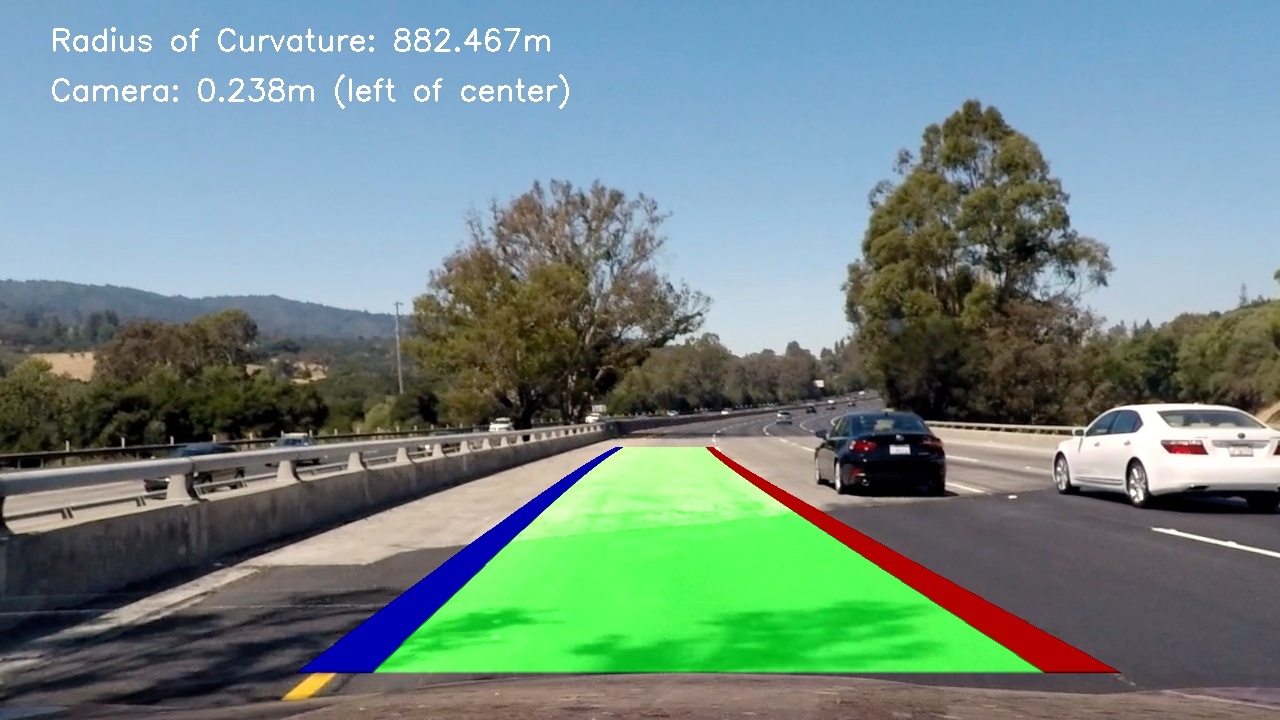 Radius of Curvature: 882.467m
Camera: 0.238m (left of center)